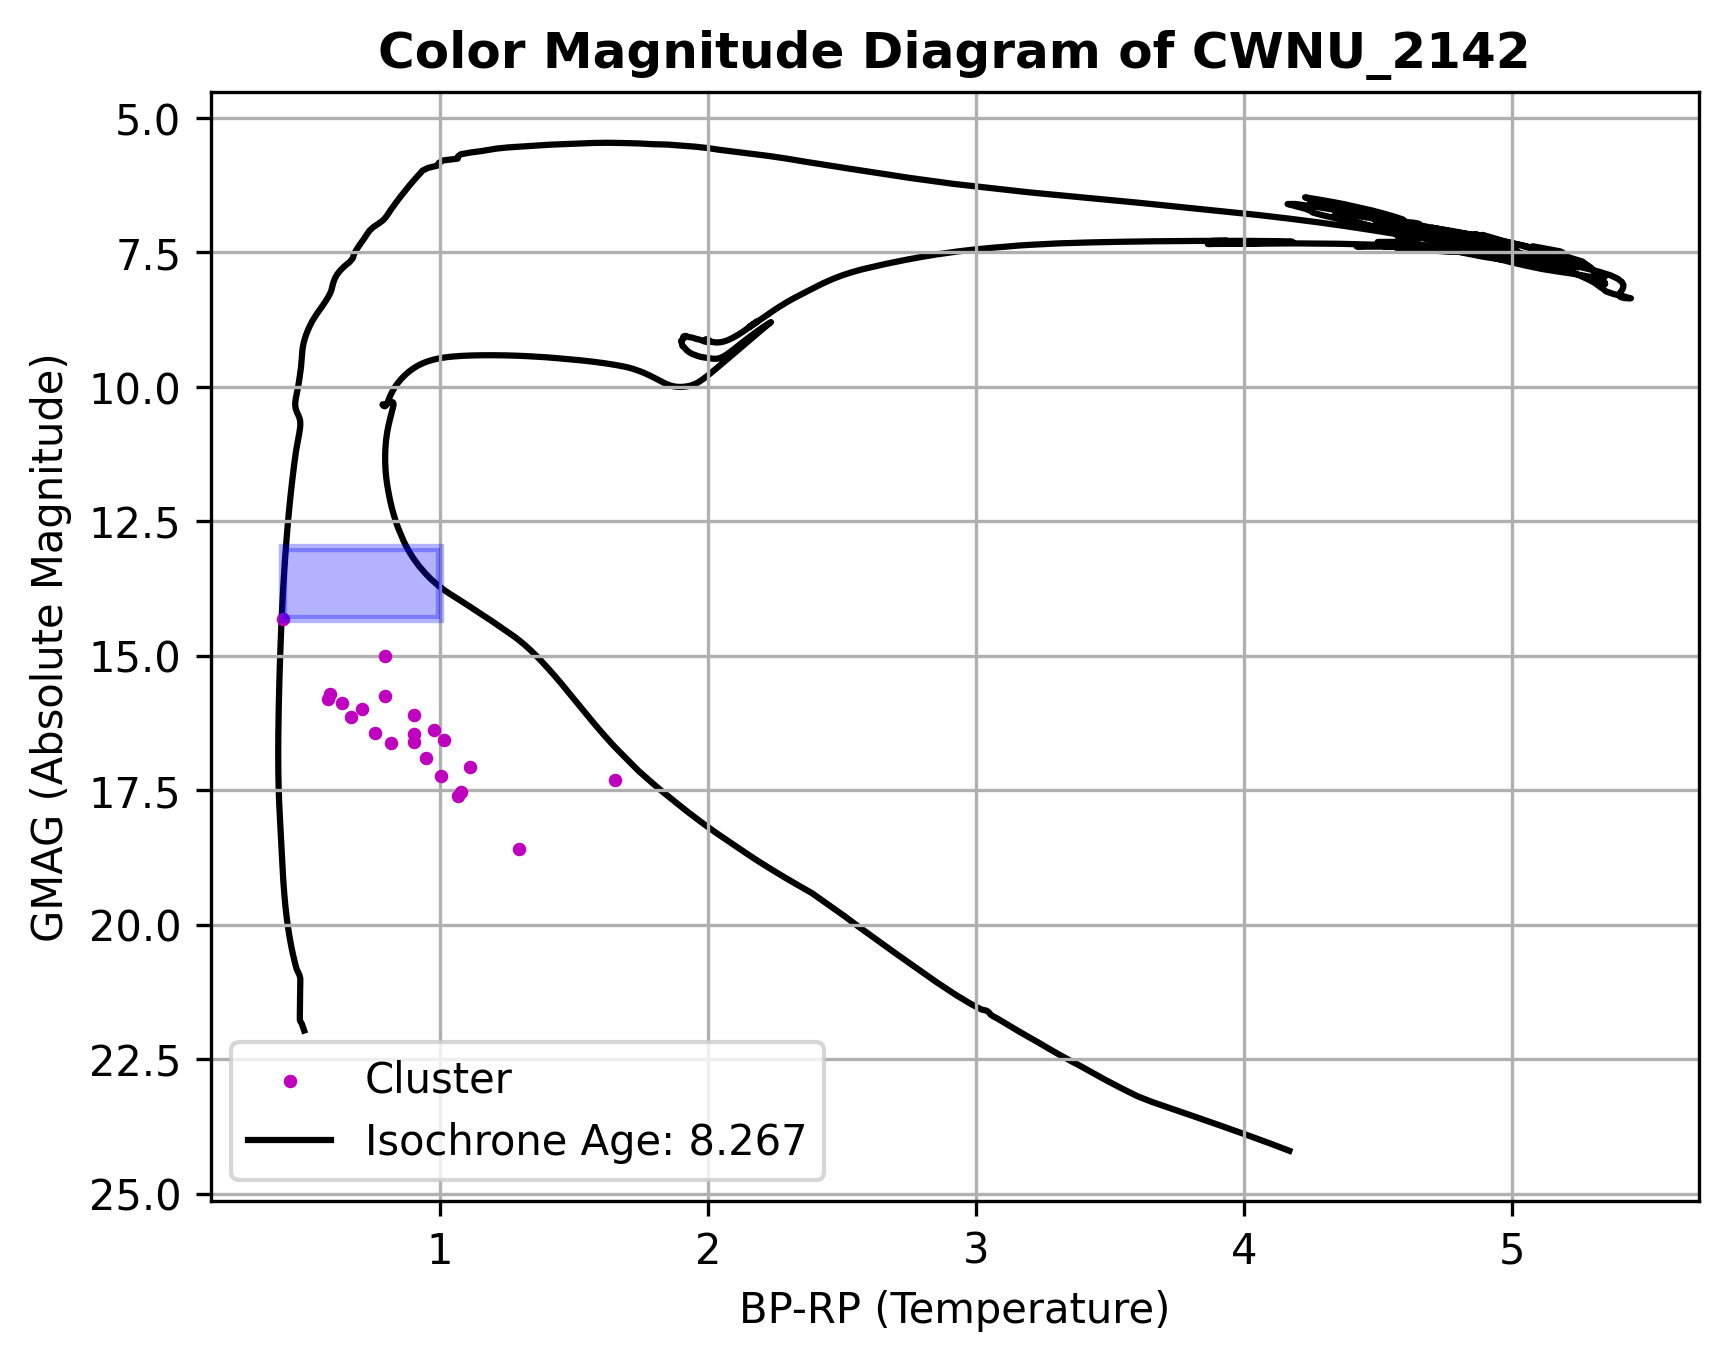 Color Magnitude Diagram of CWNU_2142
GMAG (Absolute Magnitude)
5.0
7.5
10.0
12.5
15.0
17.5
20.0
22.5
25.0
Cluster
Isochrone Age: 8.267
1 2 3 4 5
BP-RP (Temperature)